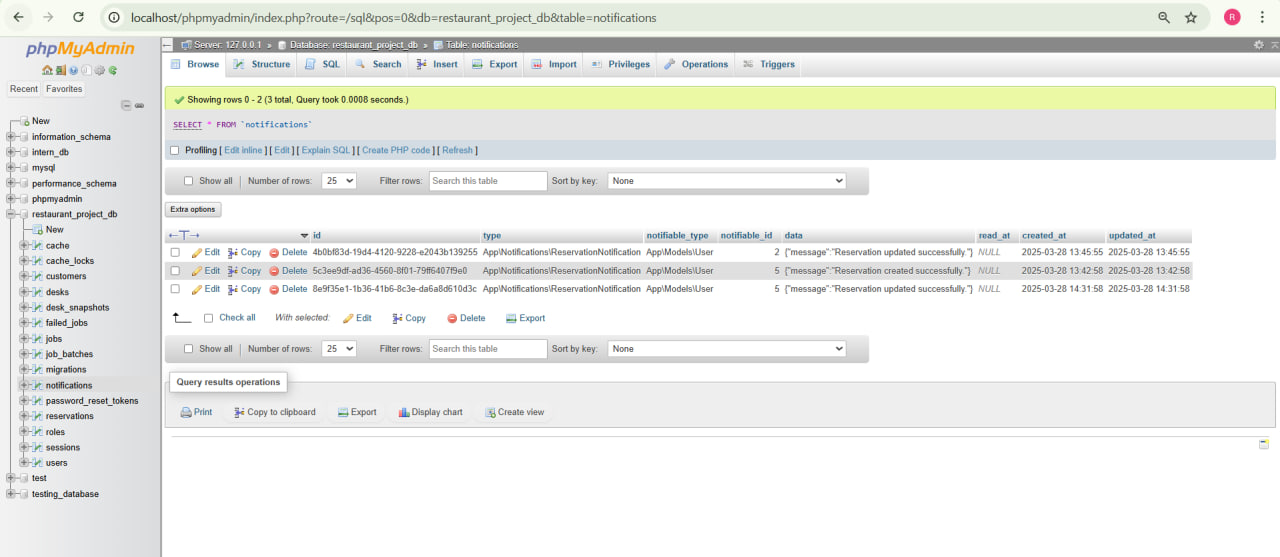 localhost/phpmyadmin/index.php?route=/sql&pos=0&db=restaurant_project_db&table=notifications
R
phpMyAdmin
Recent Favorites
New
information_schema
intern_db
mysql
performance_schema
phpmyadmin
restaurant_project_db
New
cache
cache_locks
customers
desks
desk_snapshots
failed_jobs
jobs
job_batches
migrations
notifications
password_reset_tokens
reservations
roles
sessions
users
test
testing_database
Server: 127.0.0.1 » Database: restaurant_project_db » Table: notifications
Browse Structure SQL Search Insert Export Import Privileges Operations Triggers
Showing rows 0 - 2 (3 total, Query took 0.0008 seconds.)
SELECT * FROM `notifications`
Profiling [ Edit inline ] [ Edit ] [ Explain SQL ] [ Create PHP code ] [ Refresh ]
Show all | Number of rows: 25 Filter rows: Search this table Sort by key: None
Extra options
←T→ id type notifiable_type notifiable_id data read_at created_at updated_at
Edit Copy Delete 4b0bf83d-19d4-4120-9228-e2043b139255 App\Notifications\ReservationNotification App\Models\User 2 {"message":"Reservation updated successfully."} NULL 2025-03-28 13:45:55 2025-03-28 13:45:55
Edit Copy Delete 5c3ee9df-ad36-4560-8f01-79ff6407f9e0 App\Notifications\ReservationNotification App\Models\User 5 {"message":"Reservation created successfully."} NULL 2025-03-28 13:42:58 2025-03-28 13:42:58
Edit Copy Delete 8e9f35e1-1b36-41b6-8c3e-da6a8d610d3c App\Notifications\ReservationNotification App\Models\User 5 {"message":"Reservation updated successfully."} NULL 2025-03-28 14:31:58 2025-03-28 14:31:58
Check all With selected: Edit Copy Delete Export
Show all | Number of rows: 25 Filter rows: Search this table Sort by key: None
Query results operations
Print Copy to clipboard Export Display chart Create view